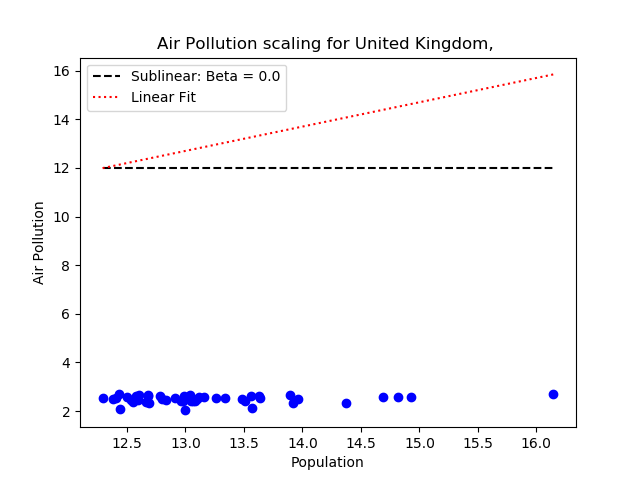 Air Pollution scaling for United Kingdom,
Sublinear: Beta = 0.0
Linear Fit
16
14
12
10
8
6
4
2
Air Pollution
12.5 13.0 13.5 14.0 14.5 15.0 15.5 16.0
Population